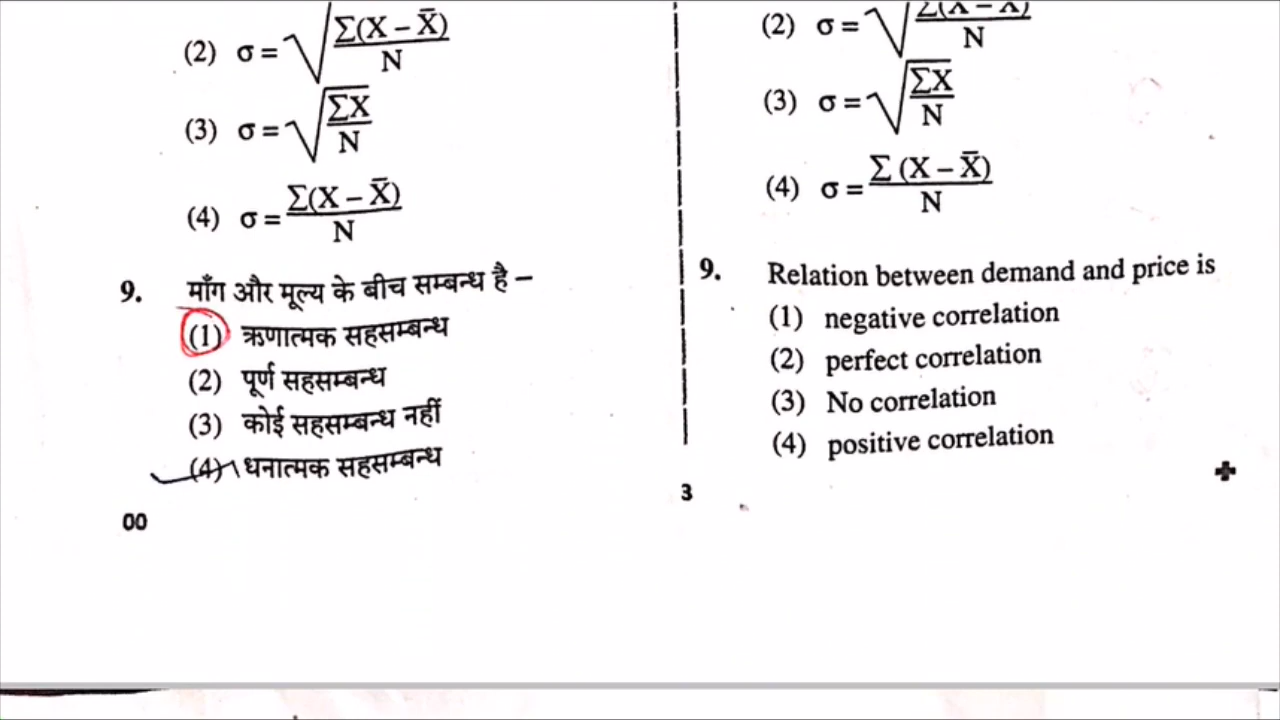 (2) σ = √Σ(X – X̄)/N
(3) σ = √ΣX/N
(4) σ = Σ(X – X̄)/N
9. माँग और मूल्य के बीच सम्बन्ध है –
(1) ऋणात्मक सहसम्बन्ध
(2) पूर्ण सहसम्बन्ध
(3) कोई सहसम्बन्ध नहीं
(4) धनात्मक सहसम्बन्ध
00
3
(2) σ = √Σ(X – X̄)/N
(3) σ = √ΣX/N
(4) σ = Σ (X – X̄)/N
9. Relation between demand and price is
(1) negative correlation
(2) perfect correlation
(3) No correlation
(4) positive correlation